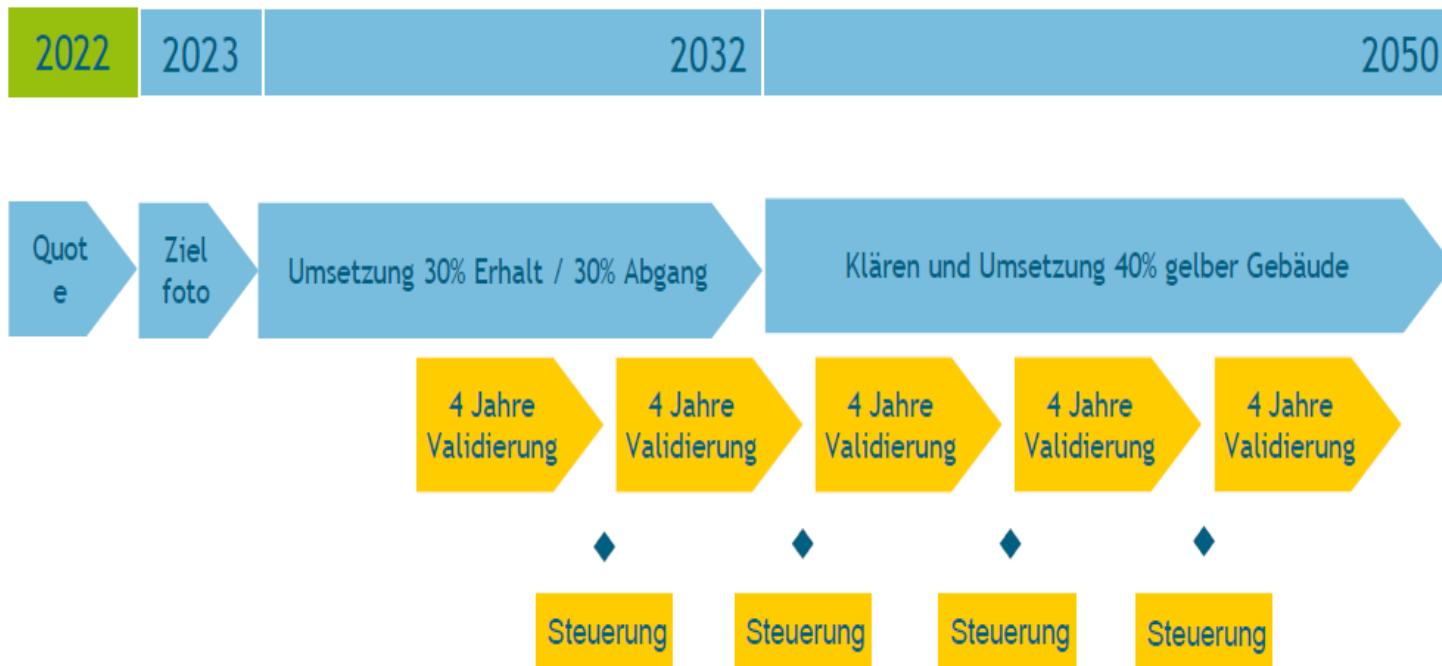 2022
2023
2032
2050
Quot
e
Ziel
foto
Umsetzung 30% Erhalt / 30% Abgang
Klären und Umsetzung 40% gelber Gebäude
4 Jahre
Validierung
4 Jahre
Validierung
4 Jahre
Validierung
4 Jahre
Validierung
4 Jahre
Validierung
Steuerung
Steuerung
Steuerung
Steuerung